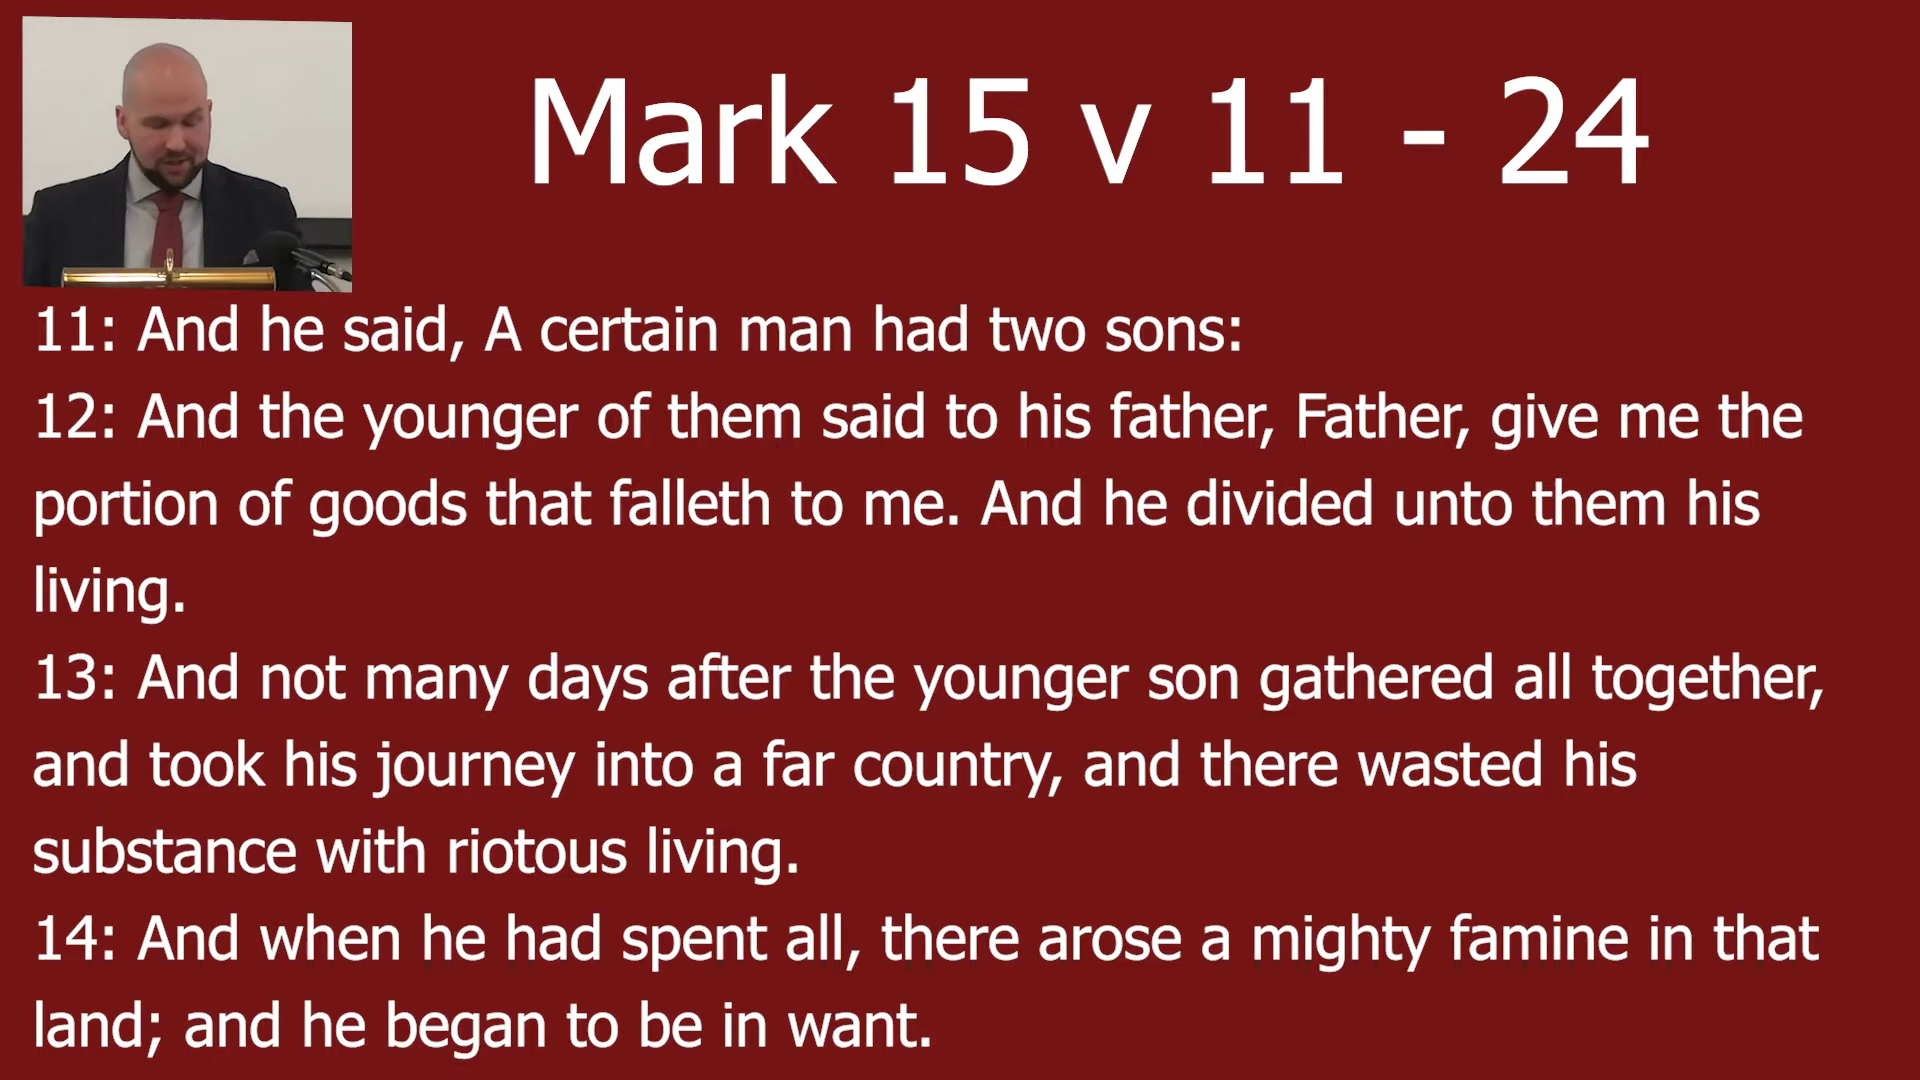 Mark 15 v 11 - 24
11: And he said, A certain man had two sons:
12: And the younger of them said to his father, Father, give me the
portion of goods that falleth to me. And he divided unto them his
living.
13: And not many days after the younger son gathered all together,
and took his journey into a far country, and there wasted his
substance with riotous living.
14: And when he had spent all, there arose a mighty famine in that
land; and he began to be in want.